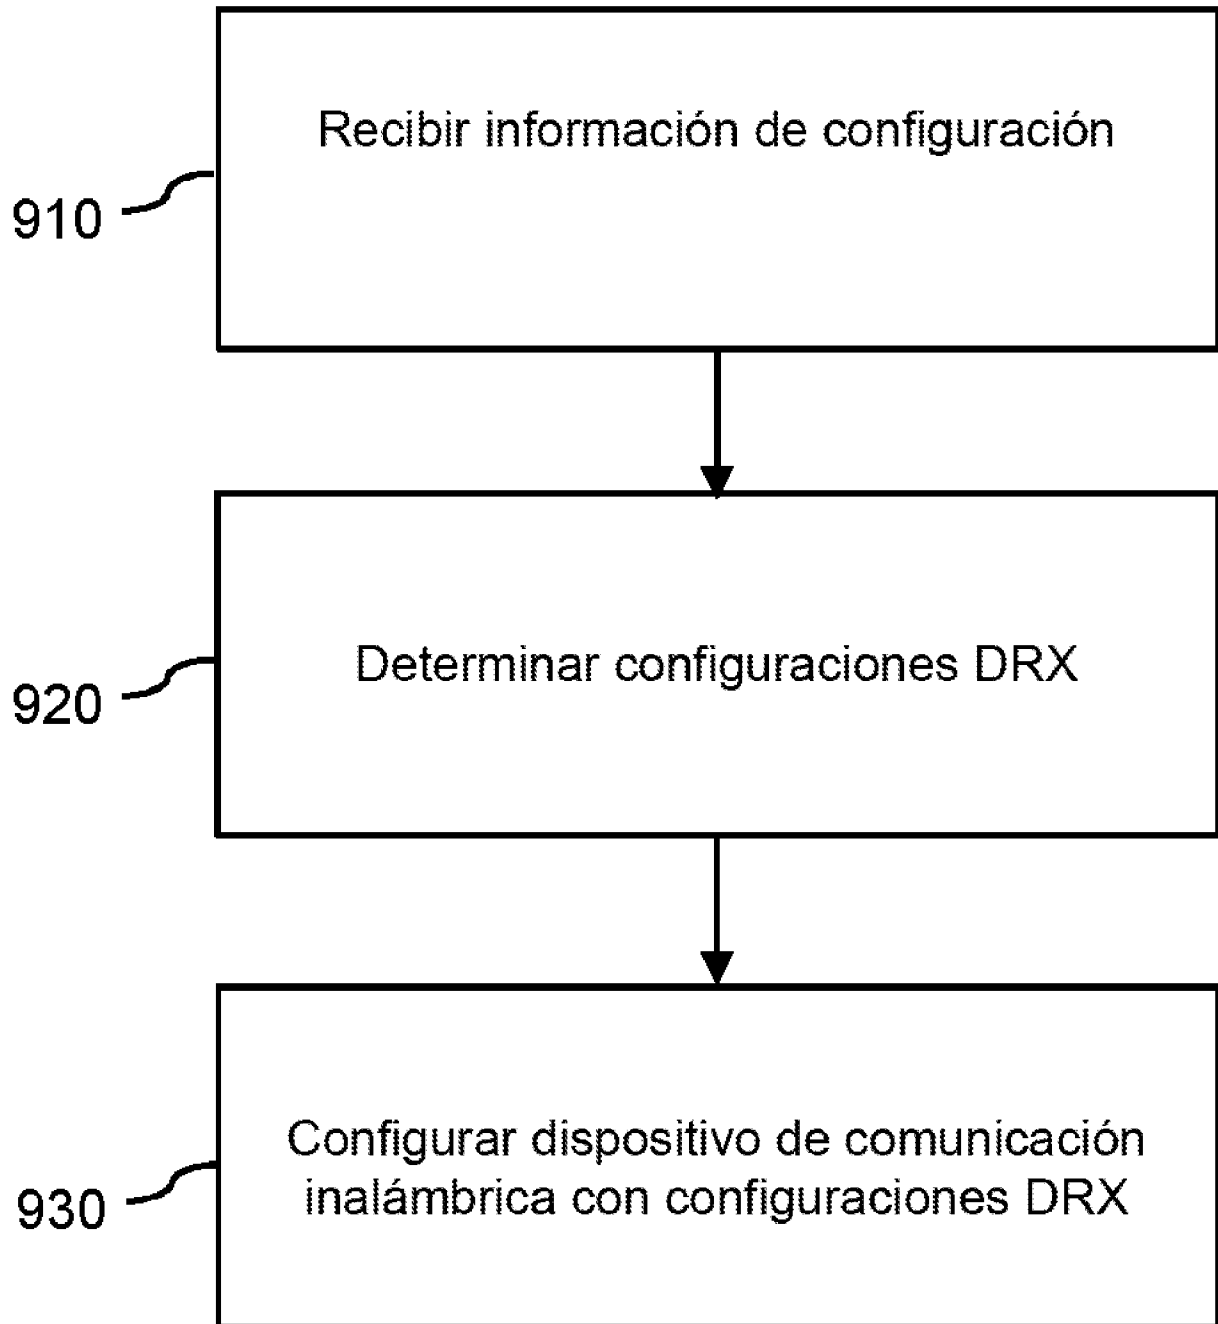 Recibir información de configuración
910
Determinar configuraciones DRX
920
Configurar dispositivo de comunicación
inalámbrica con configuraciones DRX
930